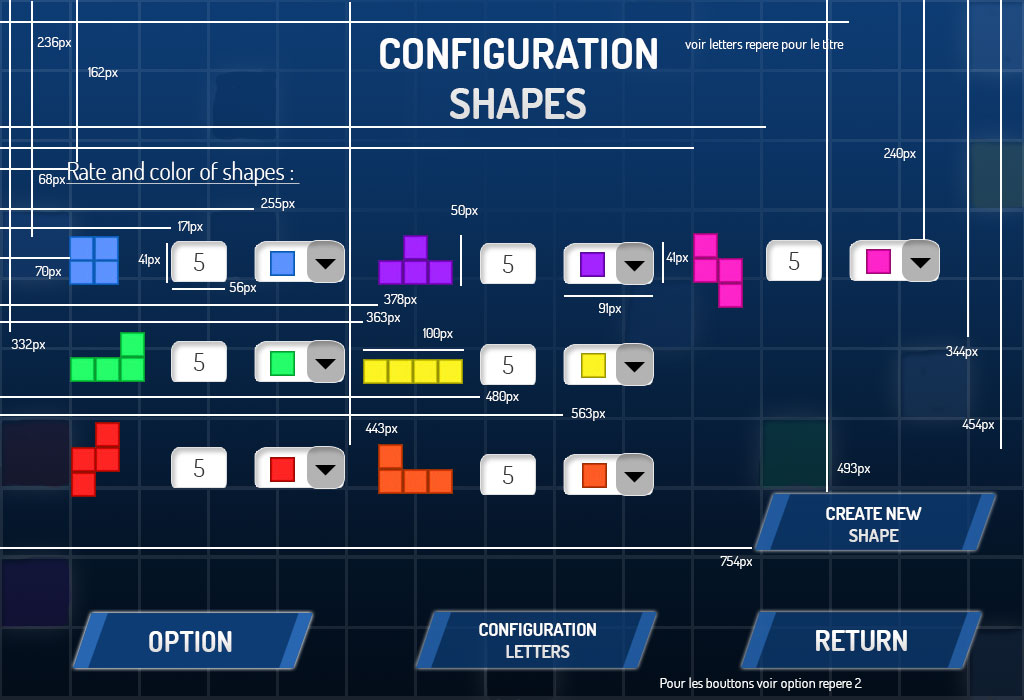 236px
CONFIGURATION
voir letters repere pour le titre
162px
SHAPES
240px
68px
Rate and color of shapes :
255px
50px
171px
70px
41px
5
5
41px
5
56px
378px
91px
363px
332px
100px
344px
5
5
480px
563px
443px
454px
5
5
493px
CREATE NEW
SHAPE
754px
OPTION
CONFIGURATION
LETTERS
RETURN
Pour les bouttons voir option repere 2